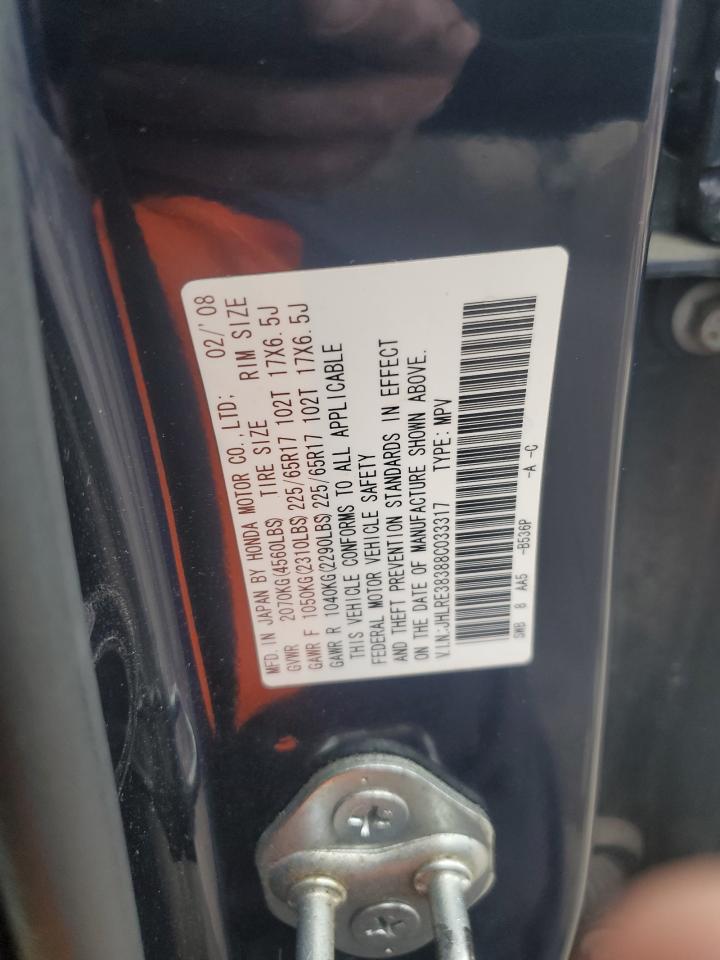 MFD. IN JAPAN BY HONDA MOTOR CO., LTD; 02/'08
GVWR 2070KG(4560LBS) TIRE SIZE RIM SIZE
GAWR F 1050KG(2310LBS) 225/65R17 102T 17X6.5J
GAWR R 1040KG(2290LBS) 225/65R17 102T 17X6.5J
THIS VEHICLE CONFORMS TO ALL APPLICABLE
FEDERAL MOTOR VEHICLE SAFETY
AND THEFT PREVENTION STANDARDS IN EFFECT
ON THE DATE OF MANUFACTURE SHOWN ABOVE.
V.I.N.:JHLRE38388C033317 TYPE: MPV
SWB 8 AA5 -B536P -A -C